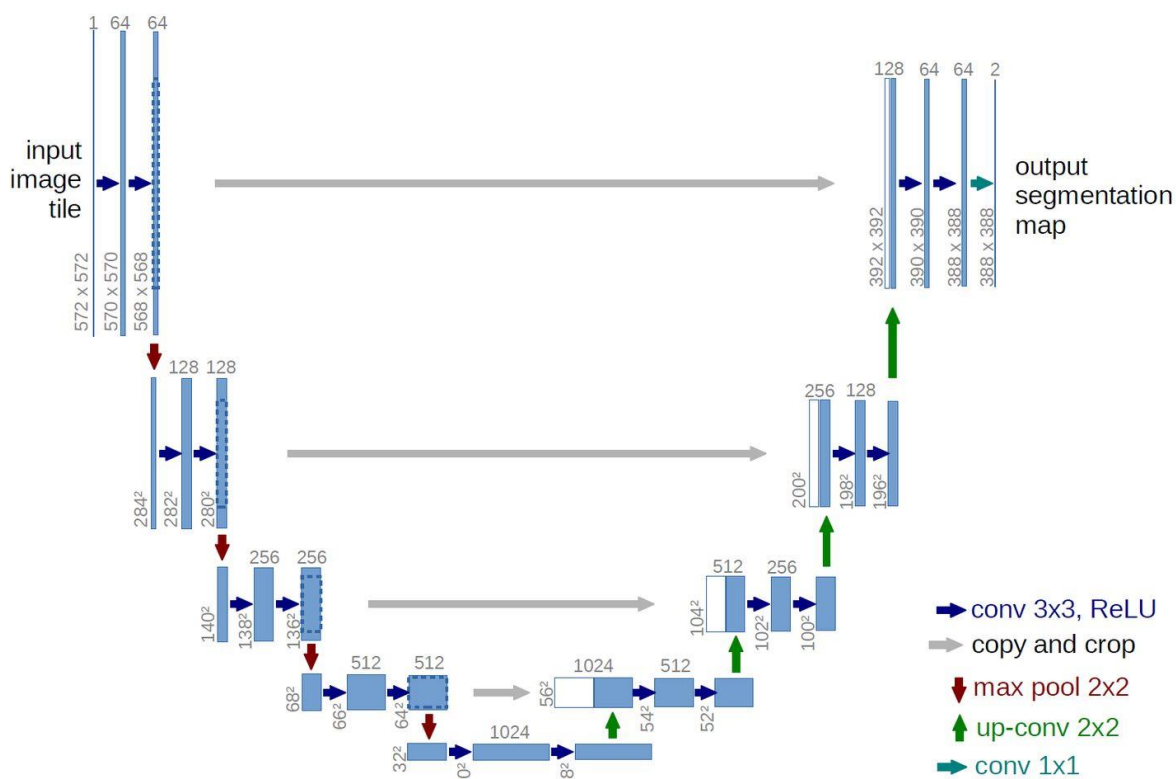 1 64 64
input
image
tile
572 x 572
570 x 570
568 x 568
128 64 64 2
392 x 392
390 x 390
388 x 388
388 x 388
output
segmentation
map
128 128
284²
282²
280²
256 128
200²
198²
196²
256 256
140²
138²
136²
512 256
104²
102²
100²
512 512
68²
66²
64²
1024 512
56²
54²
52²
1024
32²
0²
8²
conv 3x3, ReLU
copy and crop
max pool 2x2
up-conv 2x2
conv 1x1